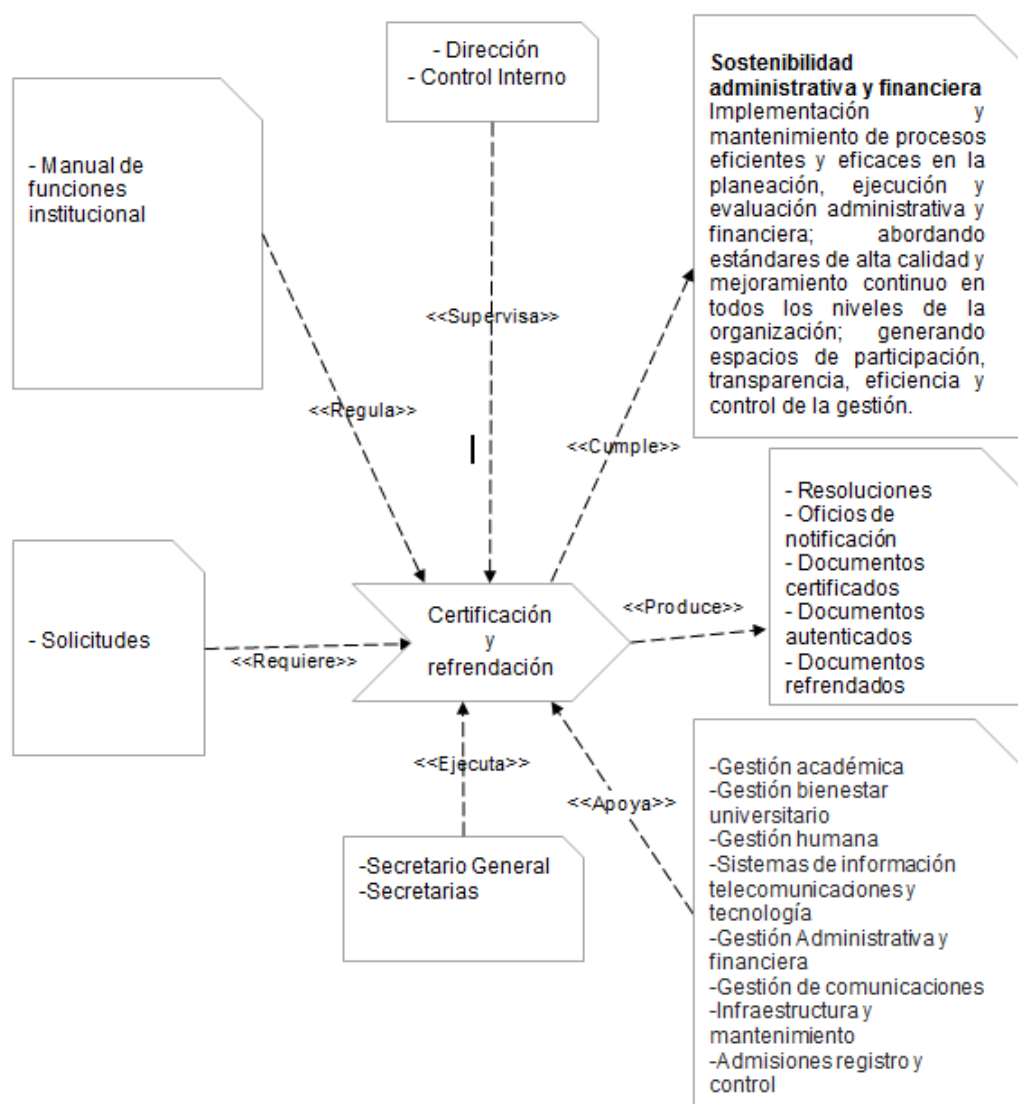 - Dirección
- Control Interno
- Manual de
funciones
institucional
Sostenibilidad
administrativa y financiera
Implementación y
mantenimiento de procesos
eficientes y eficaces en la
planeación, ejecución y
evaluación administrativa y
financiera; abordando
estándares de alta calidad y
mejoramiento continuo en
todos los niveles de la
organización; generando
espacios de participación,
transparencia, eficiencia y
control de la gestión.
<<Supervisa>>
<<Regula>>
<<Cumple>>
- Resoluciones
- Oficios de
notificación
- Documentos
certificados
- Documentos
autenticados
- Documentos
refrendados
- Solicitudes
<<Requiere>>
Certificación
y
refrendación
<<Produce>>
<<Ejecuta>>
<<Apoya>>
-Secretario General
-Secretarias
-Gestión académica
-Gestión bienestar
universitario
-Gestión humana
-Sistemas de información
telecomunicaciones y
tecnología
-Gestión Administrativa y
financiera
-Gestión de comunicaciones
-Infraestructura y
mantenimiento
-Admisiones registro y
control